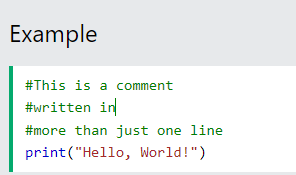 Example
#This is a comment
#written in
#more than just one line
print("Hello, World!")